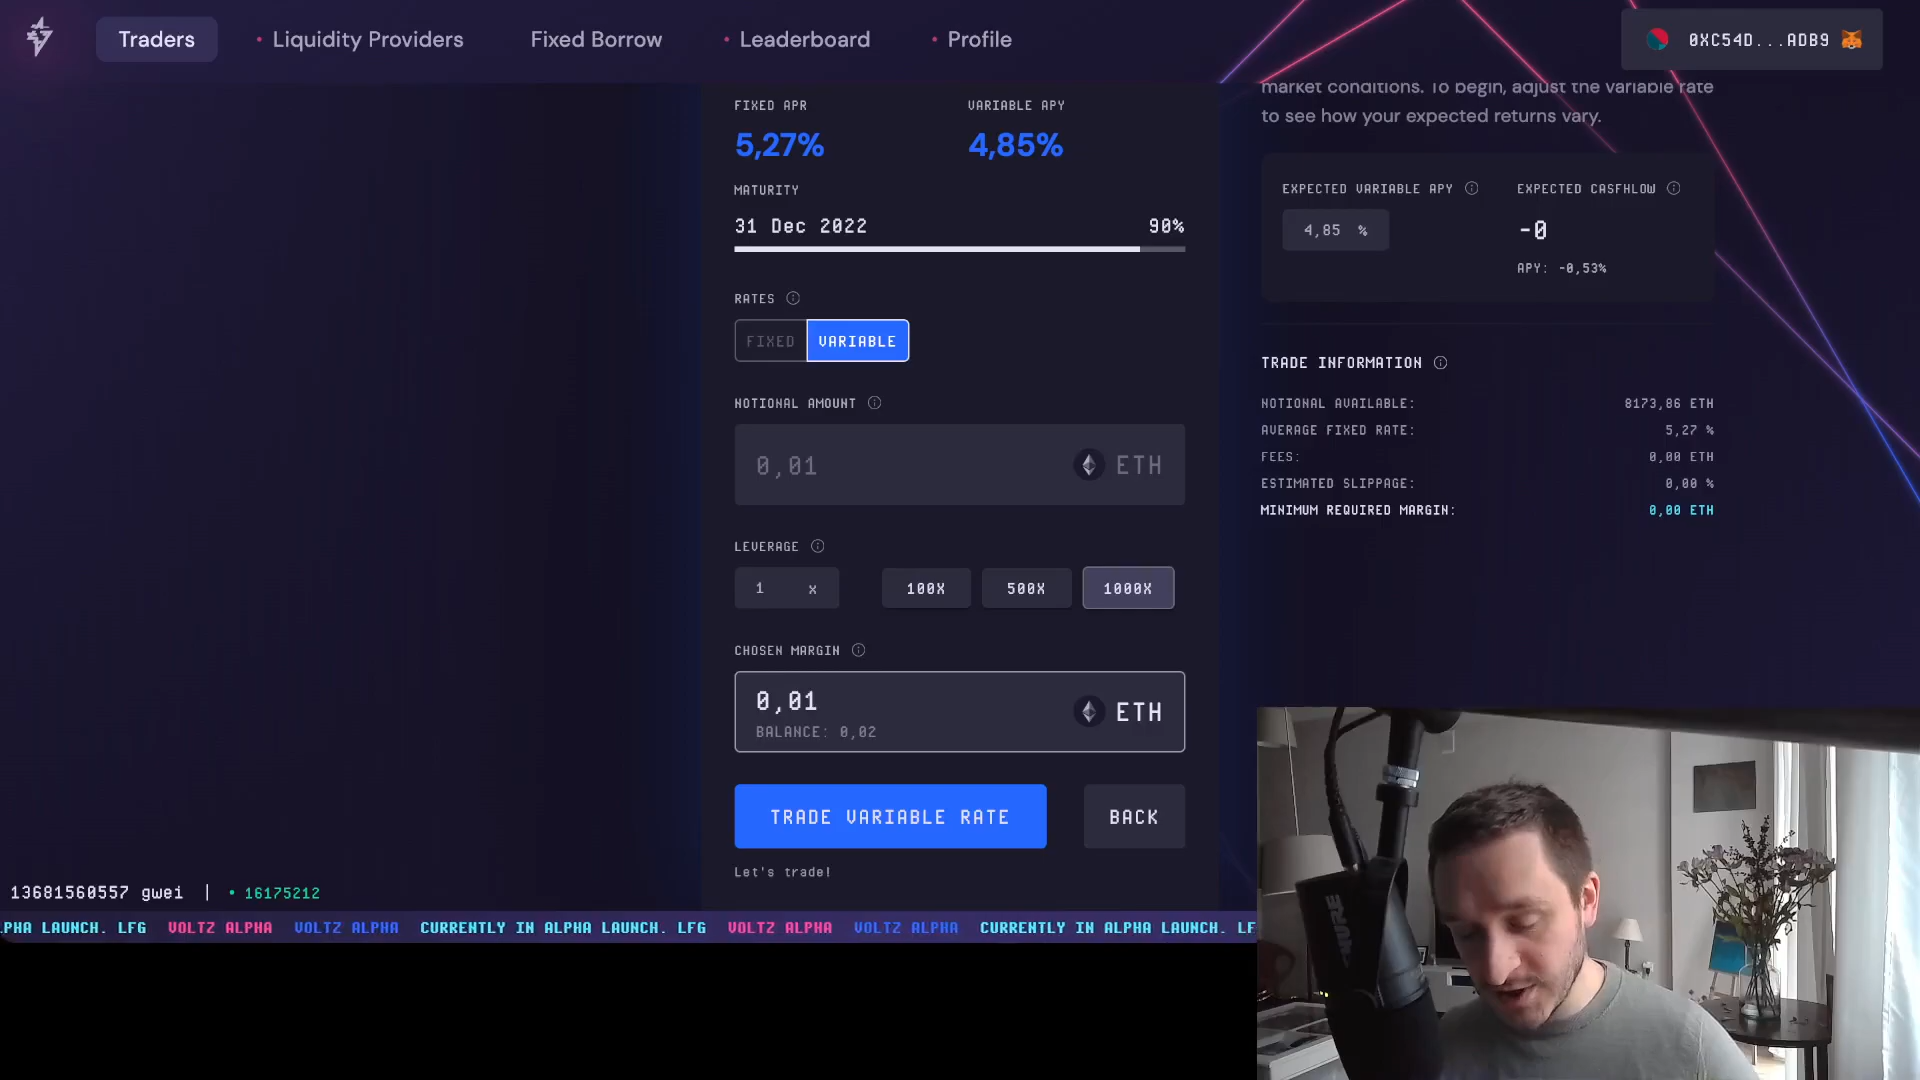 Traders
Liquidity Providers
Fixed Borrow
Leaderboard
Profile
0XC54D...ADB9
FIXED APR
VARIABLE APY
5,27%
4,85%
MATURITY
31 Dec 2022
90%
RATES
FIXED
VARIABLE
NOTIONAL AMOUNT
0,01
ETH
LEVERAGE
1 x
100X
500X
1000X
CHOSEN MARGIN
0,01
BALANCE: 0,02
ETH
TRADE VARIABLE RATE
BACK
Let's trade!
market conditions. To begin, adjust the variable rate
to see how your expected returns vary.
EXPECTED VARIABLE APY
EXPECTED CASFHLOW
4,85 %
-0
APY: -0,53%
TRADE INFORMATION
NOTIONAL AVAILABLE: 8173,86 ETH
AVERAGE FIXED RATE: 5,27 %
FEES: 0,00 ETH
ESTIMATED SLIPPAGE: 0,00 %
MINIMUM REQUIRED MARGIN: 0,00 ETH
13681560557 gwei | • 16175212
LPHA LAUNCH. LFG VOLTZ ALPHA VOLTZ ALPHA CURRENTLY IN ALPHA LAUNCH. LFG VOLTZ ALPHA VOLTZ ALPHA CURRENTLY IN ALPHA LAUNCH. LF
SHURE